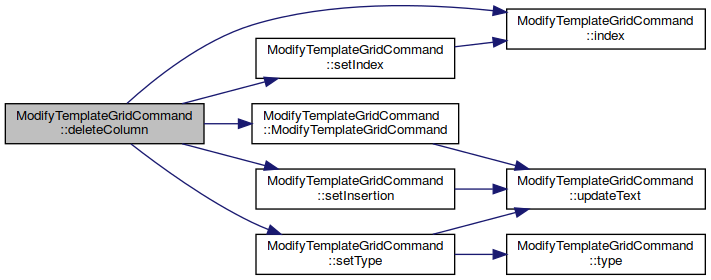 ModifyTemplateGridCommand
::deleteColumn
ModifyTemplateGridCommand
::index
ModifyTemplateGridCommand
::setIndex
ModifyTemplateGridCommand
::ModifyTemplateGridCommand
ModifyTemplateGridCommand
::setInsertion
ModifyTemplateGridCommand
::updateText
ModifyTemplateGridCommand
::setType
ModifyTemplateGridCommand
::type